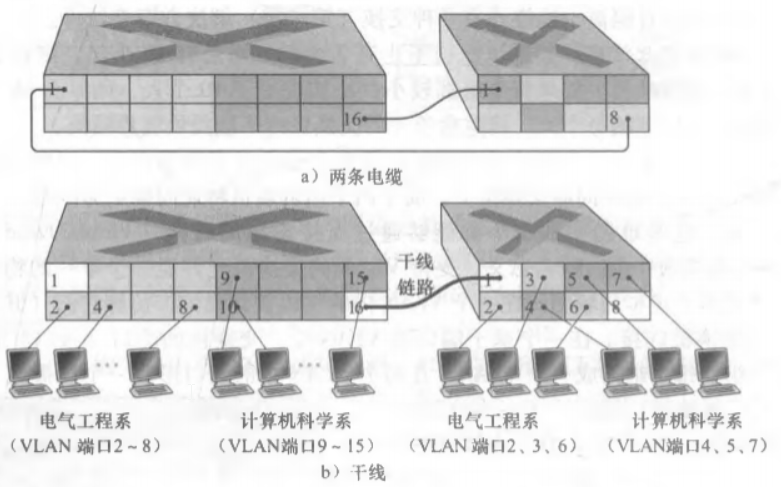 1
16
1
8
a）两条电缆
1
9
15
2
4
8
10
16
干线
链路
1
3
5
7
2
4
6
8
电气工程系
（VLAN 端口2~8）
计算机科学系
（VLAN端口9~15）
电气工程系
（VLAN 端口2、3、6）
计算机科学系
（VLAN端口4、5、7）
b）干线